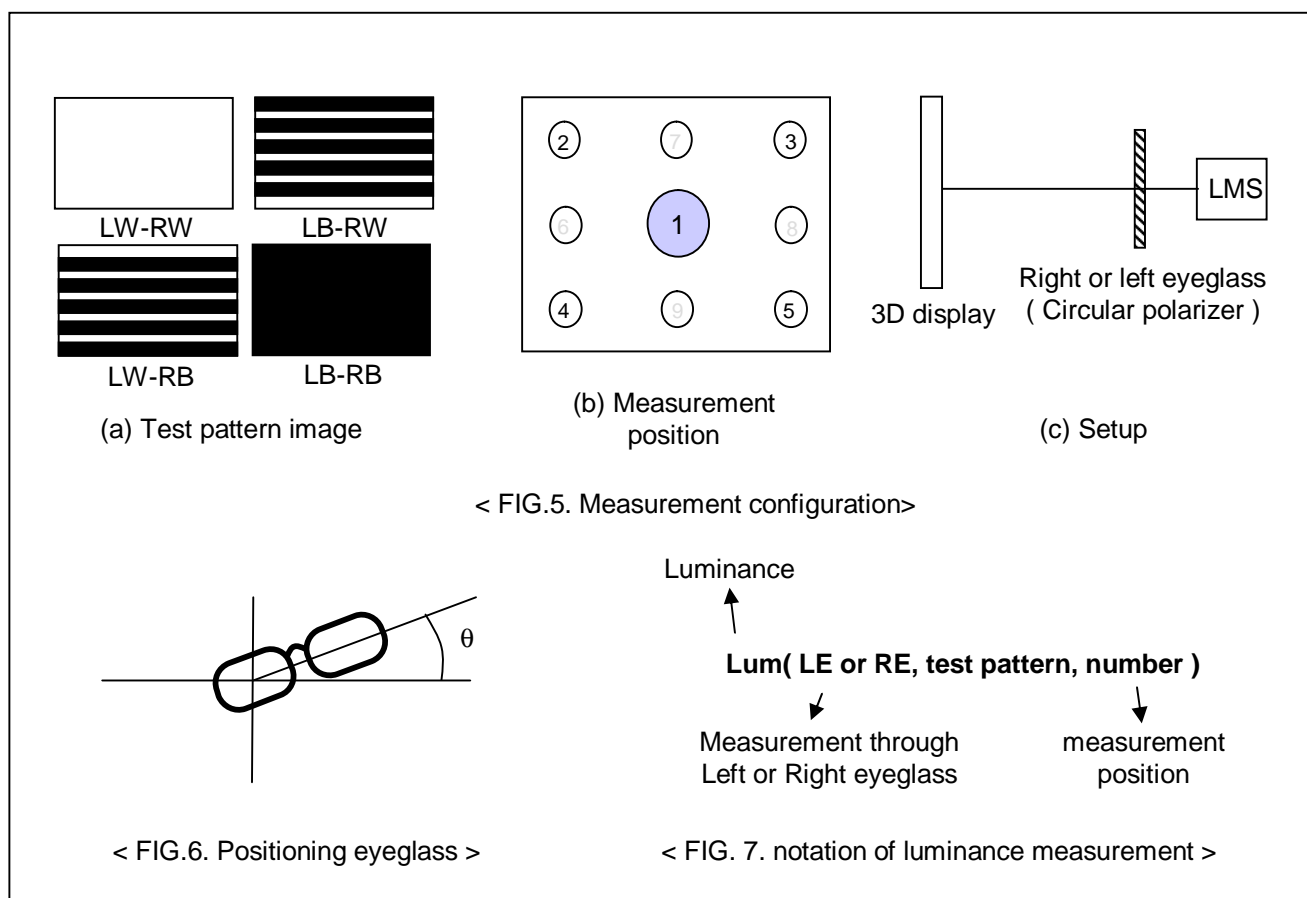 LW-RW
LB-RW
LW-RB
LB-RB
(a) Test pattern image
2
7
3
6
1
8
4
9
5
(b) Measurement
position
LMS
Right or left eyeglass
( Circular polarizer )
3D display
(c) Setup
< FIG.5. Measurement configuration>
θ
< FIG.6. Positioning eyeglass >
Luminance
Lum( LE or RE, test pattern, number )
Measurement through
Left or Right eyeglass
measurement
position
< FIG. 7. notation of luminance measurement >